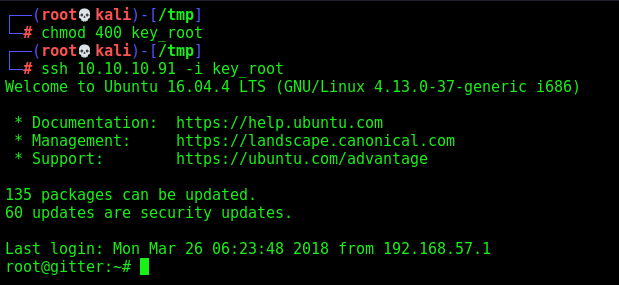 ┌──(root💀kali)-[/tmp]
└─# chmod 400 key_root
┌──(root💀kali)-[/tmp]
└─# ssh 10.10.10.91 -i key_root
Welcome to Ubuntu 16.04.4 LTS (GNU/Linux 4.13.0-37-generic i686)

 * Documentation:  https://help.ubuntu.com
 * Management:     https://landscape.canonical.com
 * Support:        https://ubuntu.com/advantage

135 packages can be updated.
60 updates are security updates.

Last login: Mon Mar 26 06:23:48 2018 from 192.168.57.1
root@gitter:~#